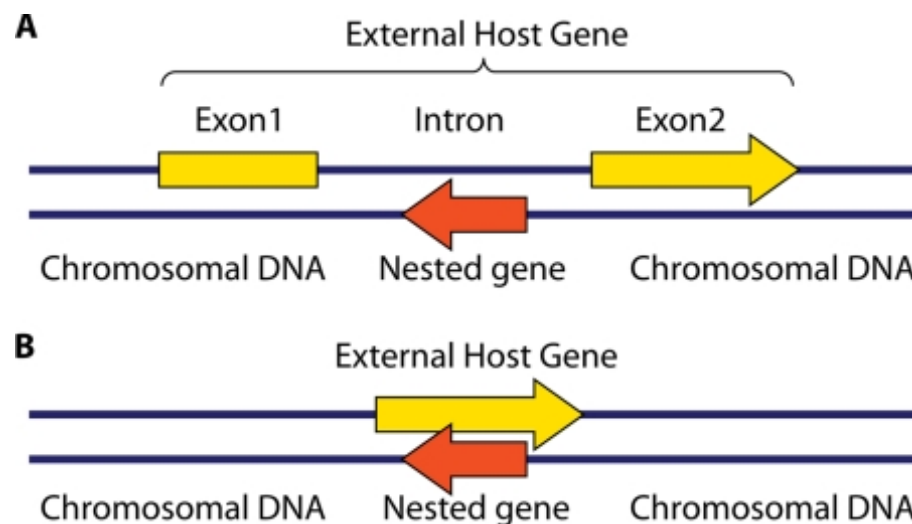 A
External Host Gene
Exon1 Intron Exon2
Chromosomal DNA Nested gene Chromosomal DNA
B
External Host Gene
Chromosomal DNA Nested gene Chromosomal DNA